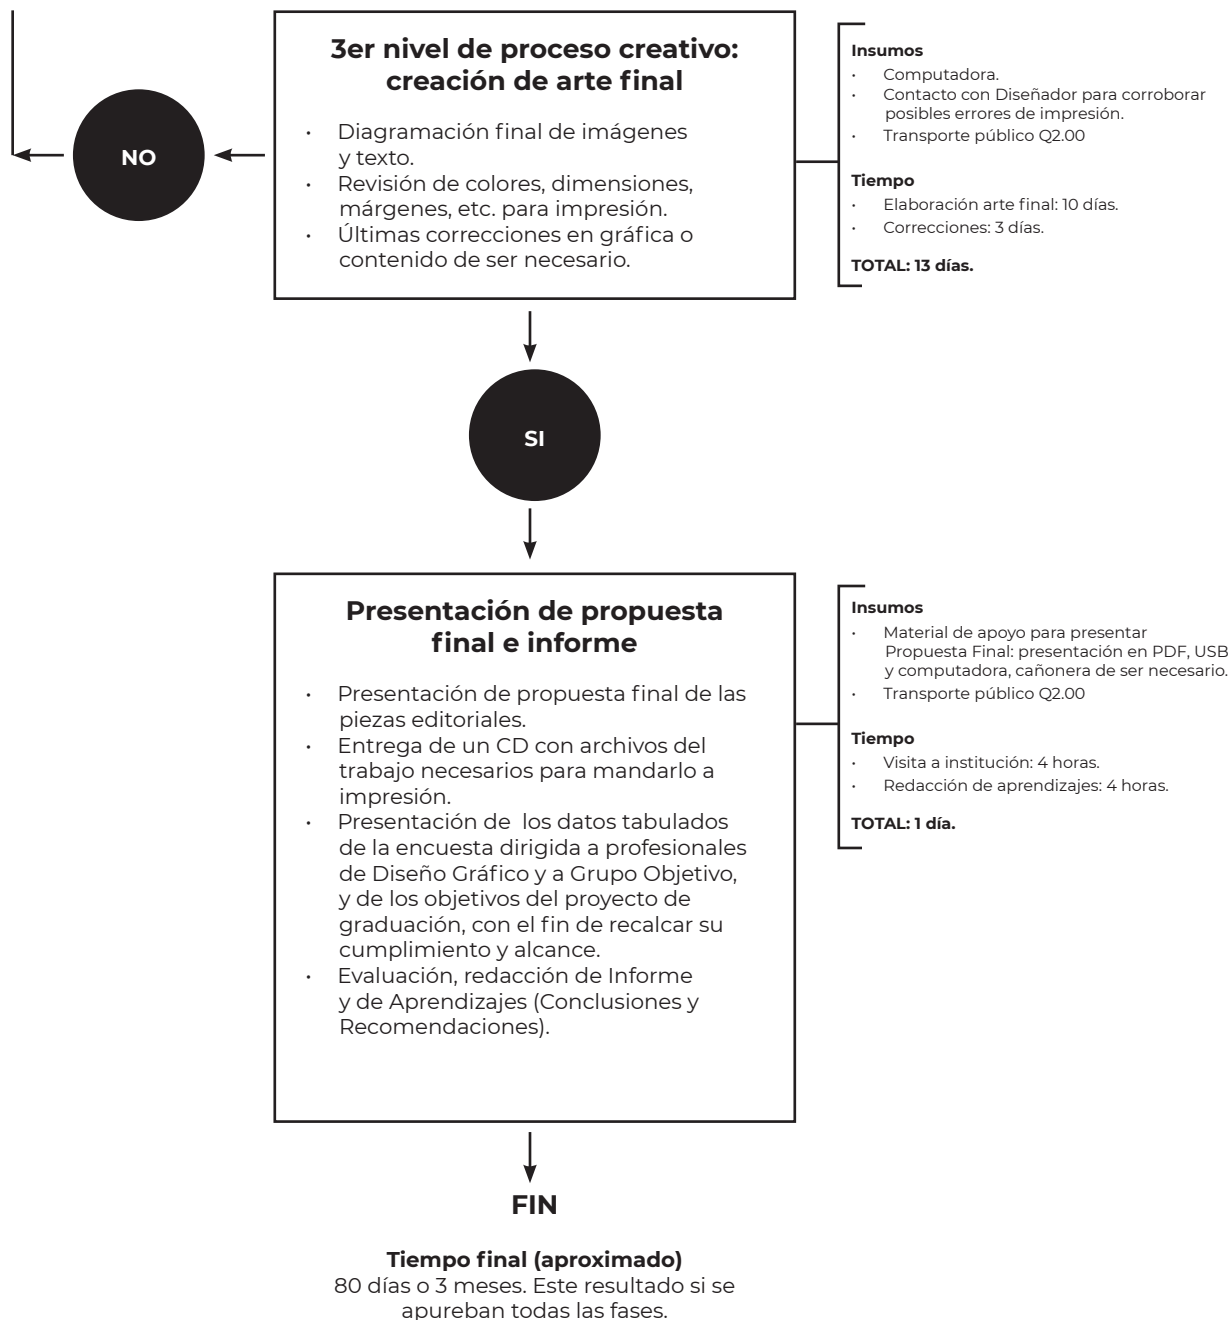 3er nivel de proceso creativo:
creación de arte final
· Diagramación final de imágenes
y texto.
· Revisión de colores, dimensiones,
márgenes, etc. para impresión.
· Últimas correcciones en gráfica o
contenido de ser necesario.
NO
Insumos
· Computadora.
· Contacto con Diseñador para corroborar
posibles errores de impresión.
· Transporte público Q2.00
Tiempo
· Elaboración arte final: 10 días.
· Correcciones: 3 días.
TOTAL: 13 días.
SI
Presentación de propuesta
final e informe
· Presentación de propuesta final de las
piezas editoriales.
· Entrega de un CD con archivos del
trabajo necesarios para mandarlo a
impresión.
· Presentación de los datos tabulados
de la encuesta dirigida a profesionales
de Diseño Gráfico y a Grupo Objetivo,
y de los objetivos del proyecto de
graduación, con el fin de recalcar su
cumplimiento y alcance.
· Evaluación, redacción de Informe
y de Aprendizajes (Conclusiones y
Recomendaciones).
Insumos
· Material de apoyo para presentar
Propuesta Final: presentación en PDF, USB
y computadora, cañonera de ser necesario.
· Transporte público Q2.00
Tiempo
· Visita a institución: 4 horas.
· Redacción de aprendizajes: 4 horas.
TOTAL: 1 día.
FIN
Tiempo final (aproximado)
80 días o 3 meses. Este resultado si se
apureban todas las fases.